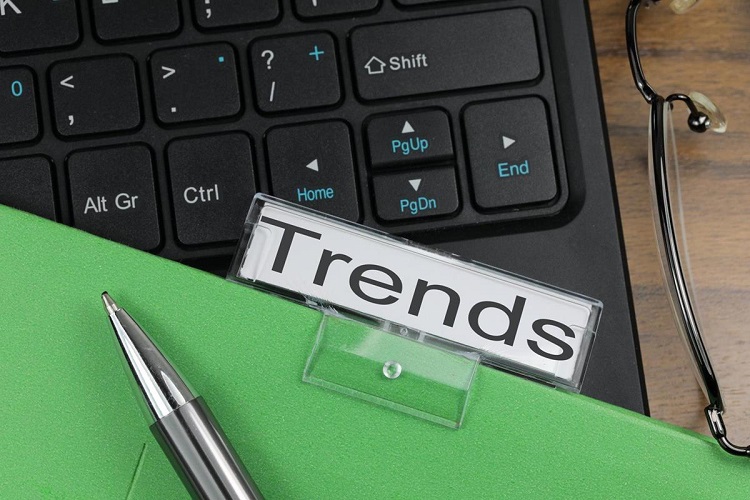 K
:
;
0
<
,
>
.
? +
/
Shift
Alt Gr
Ctrl
Home
PgUp
PgDn
End
Trends